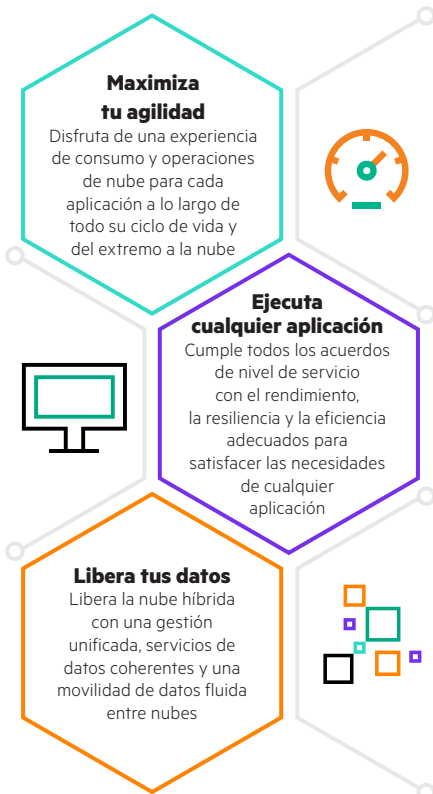 Maximiza
tu agilidad
Disfruta de una experiencia
de consumo y operaciones
de nube para cada
aplicación a lo largo de
todo su ciclo de vida y
del extremo a la nube
Ejecuta
cualquier aplicación
Cumple todos los acuerdos
de nivel de servicio
con el rendimiento,
la resiliencia y la eficiencia
adecuados para
satisfacer las necesidades
de cualquier
aplicación
Libera tus datos
Libera la nube híbrida
con una gestión
unificada, servicios de
datos coherentes y una
movilidad de datos fluida
entre nubes